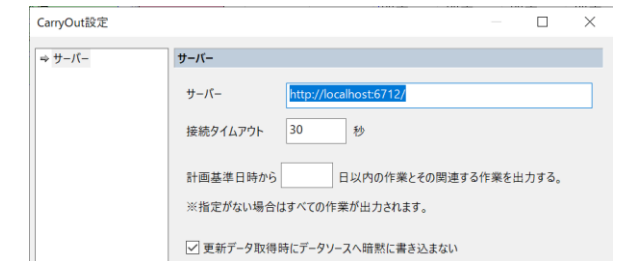 CarryOut設定
⇨ サーバー
サーバー
サーバー http://localhost:6712/
接続タイムアウト 30 秒
計画基準日時から 日以内の作業とその関連する作業を出力する。
※指定がない場合はすべての作業が出力されます。
更新データ取得時にデータソースへ暗黙に書き込まない